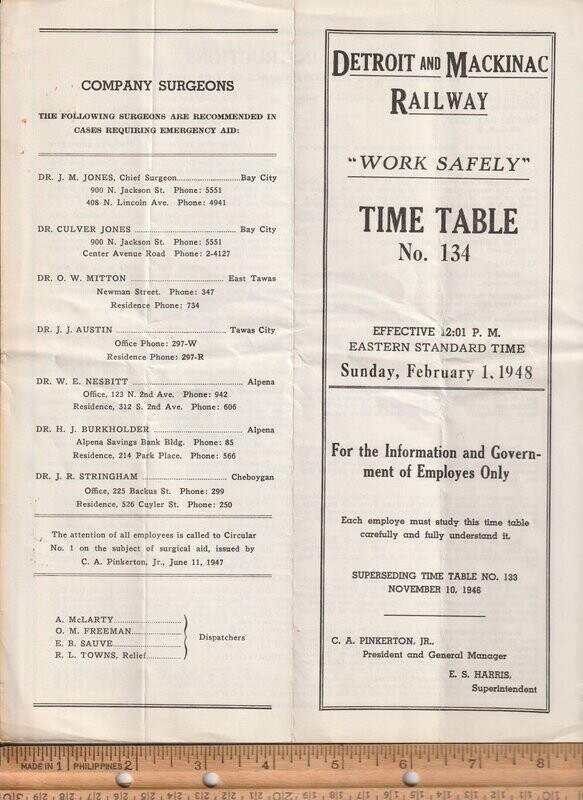 COMPANY SURGEONS
THE FOLLOWING SURGEONS ARE RECOMMENDED IN
CASES REQUIRING EMERGENCY AID:
DR. J. M. JONES, Chief Surgeon Bay City
900 N. Jackson St. Phone: 5551
408 N. Lincoln Ave. Phone: 4941
DR. CULVER JONES Bay City
900 N. Jackson St. Phone: 5551
Center Avenue Road Phone: 2-4127
DR. O. W. MITTON East Tawas
Newman Street. Phone: 347
Residence Phone: 734
DR. J. J. AUSTIN Tawas City
Office Phone: 297-W
Residence Phone: 297-R
DR. W. E. NESBITT Alpena
Office, 123 N. 2nd Ave. Phone: 942
Residence, 312 S. 2nd Ave. Phone: 606
DR. H. J. BURKHOLDER Alpena
Alpena Savings Bank Bldg. Phone: 85
Residence, 214 Park Place. Phone: 566
DR. J. R. STRINGHAM Cheboygan
Office, 225 Backus St. Phone: 299
Residence, 526 Cuyler St. Phone: 250
The attention of all employees is called to Circular
No. 1 on the subject of surgical aid, issued by
C. A. Pinkerton, Jr., June 11, 1947
A. McLARTY
O. M. FREEMAN
E. B. SAUVE
R. L. TOWNS, Relief
Dispatchers
DETROIT AND MACKINAC
RAILWAY
"WORK SAFELY"
TIME TABLE
No. 134
EFFECTIVE 12:01 P. M.
EASTERN STANDARD TIME
Sunday, February 1, 1948
For the Information and Govern-
ment of Employes Only
Each employe must study this time table
carefully and fully understand it.
SUPERSEDING TIME TABLE NO. 133
NOVEMBER 10, 1946
C. A. PINKERTON, JR.,
President and General Manager
E. S. HARRIS,
Superintendent
MADE IN PHILIPPINES
1 2 3 4 5 6 7 8